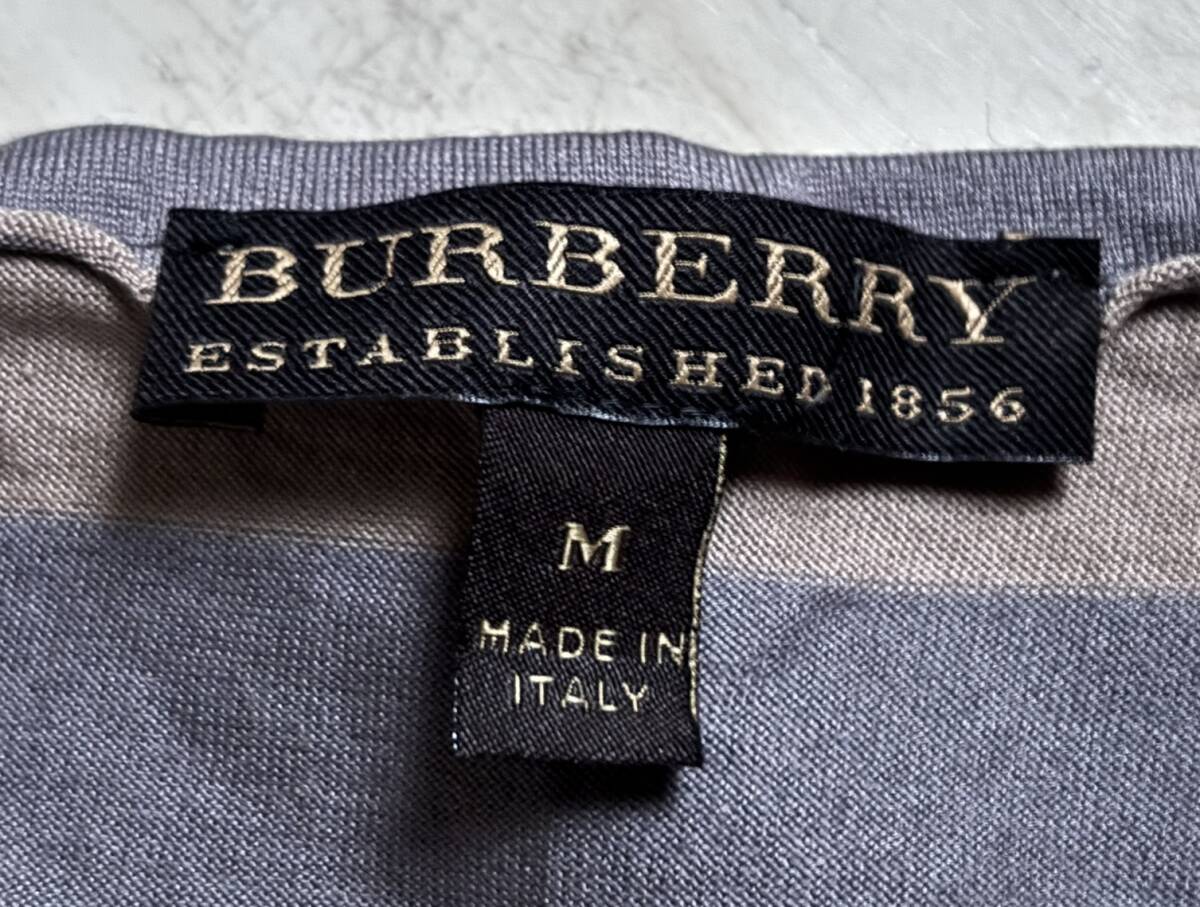 BURBERRY
ESTABLISHED 1856
M
MADE IN
ITALY